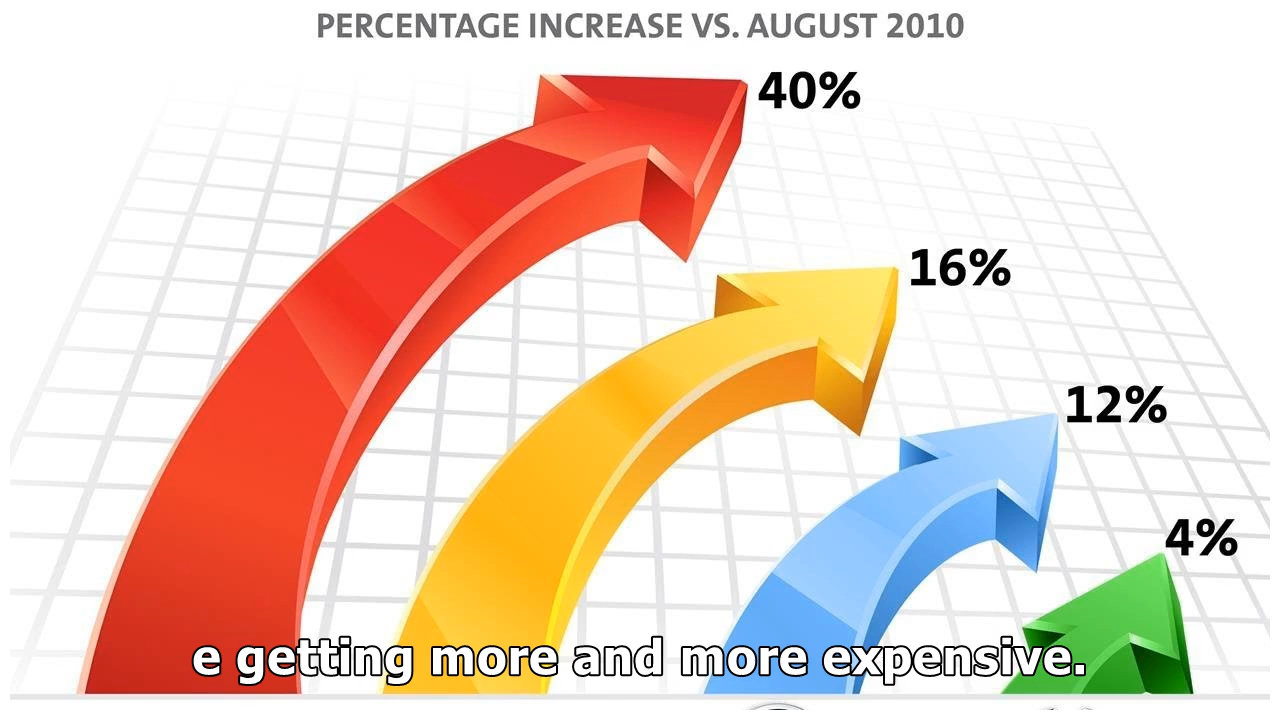 PERCENTAGE INCREASE VS. AUGUST 2010
40%
16%
12%
4%
e getting more and more expensive.